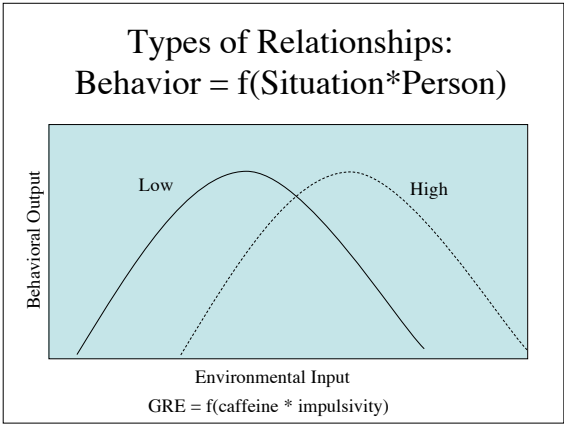 Types of Relationships:
Behavior = f(Situation*Person)
Low
High
Behavioral Output
Environmental Input
GRE = f(caffeine * impulsivity)